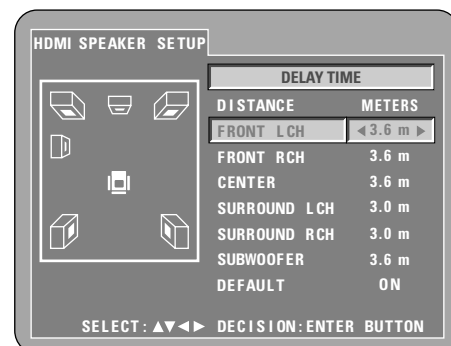 HDMI SPEAKER SETUP
DELAY TIME
DISTANCE METERS
FRONT LCH ◀3.6 m▶
FRONT RCH 3.6 m
CENTER 3.6 m
SURROUND LCH 3.0 m
SURROUND RCH 3.0 m
SUBWOOFER 3.6 m
DEFAULT ON
SELECT:▲▼◀▶ DECISION:ENTER BUTTON